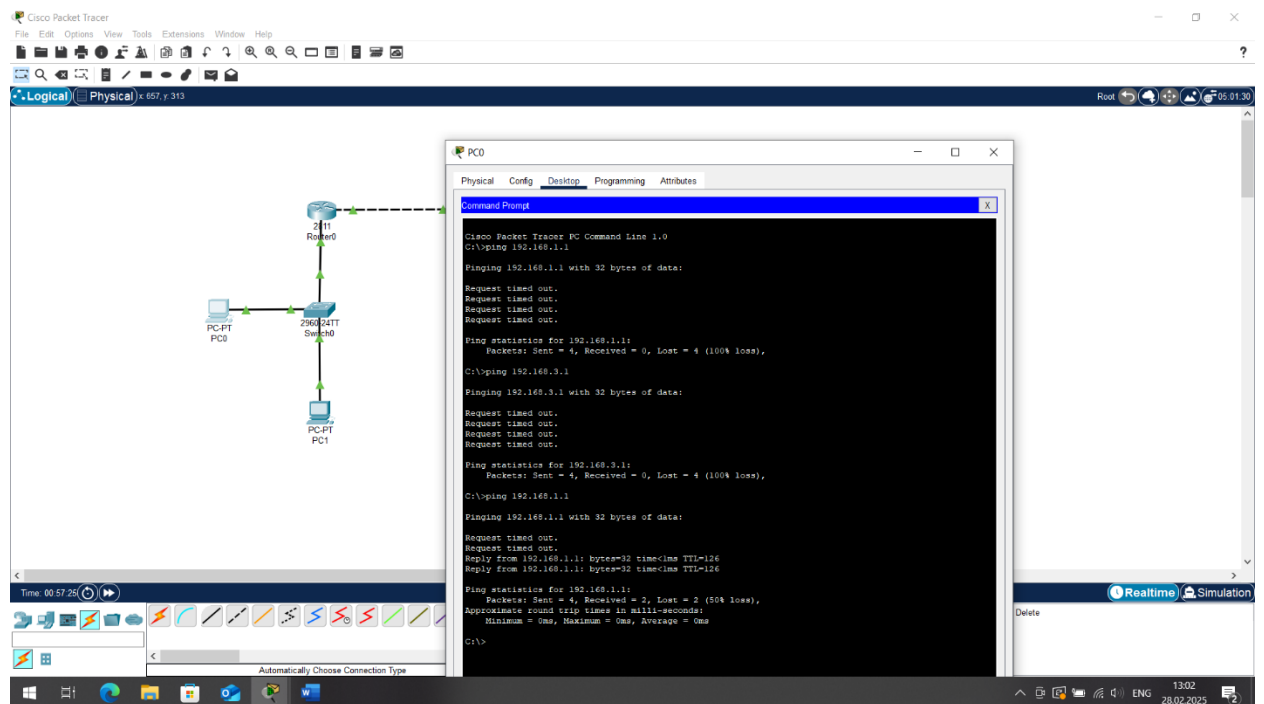 Cisco Packet Tracer
File Edit Options View Tools Extensions Window Help
?
Logical Physical x: 657, y: 313
Root 05:01:30
PC0
Physical Config Desktop Programming Attributes
Command Prompt X
Cisco Packet Tracer PC Command Line 1.0
C:\>ping 192.168.1.1
Pinging 192.168.1.1 with 32 bytes of data:
Request timed out.
Request timed out.
Request timed out.
Request timed out.
Ping statistics for 192.168.1.1:
Packets: Sent = 4, Received = 0, Lost = 4 (100% loss),
C:\>ping 192.168.3.1
Pinging 192.168.3.1 with 32 bytes of data:
Request timed out.
Request timed out.
Request timed out.
Request timed out.
Ping statistics for 192.168.3.1:
Packets: Sent = 4, Received = 0, Lost = 4 (100% loss),
C:\>ping 192.168.1.1
Pinging 192.168.1.1 with 32 bytes of data:
Request timed out.
Request timed out.
Reply from 192.168.1.1: bytes=32 time<1ms TTL=126
Reply from 192.168.1.1: bytes=32 time<1ms TTL=126
Ping statistics for 192.168.1.1:
Packets: Sent = 4, Received = 2, Lost = 2 (50% loss),
Approximate round trip times in milli-seconds:
Minimum = 0ms, Maximum = 0ms, Average = 0ms
C:\>
2811
Router0
PC-PT
PC0
2960-24TT
Switch0
PC-PT
PC1
Time: 00:57:25
Realtime Simulation
Delete
Automatically Choose Connection Type
ENG
13:02
28.02.2025
2